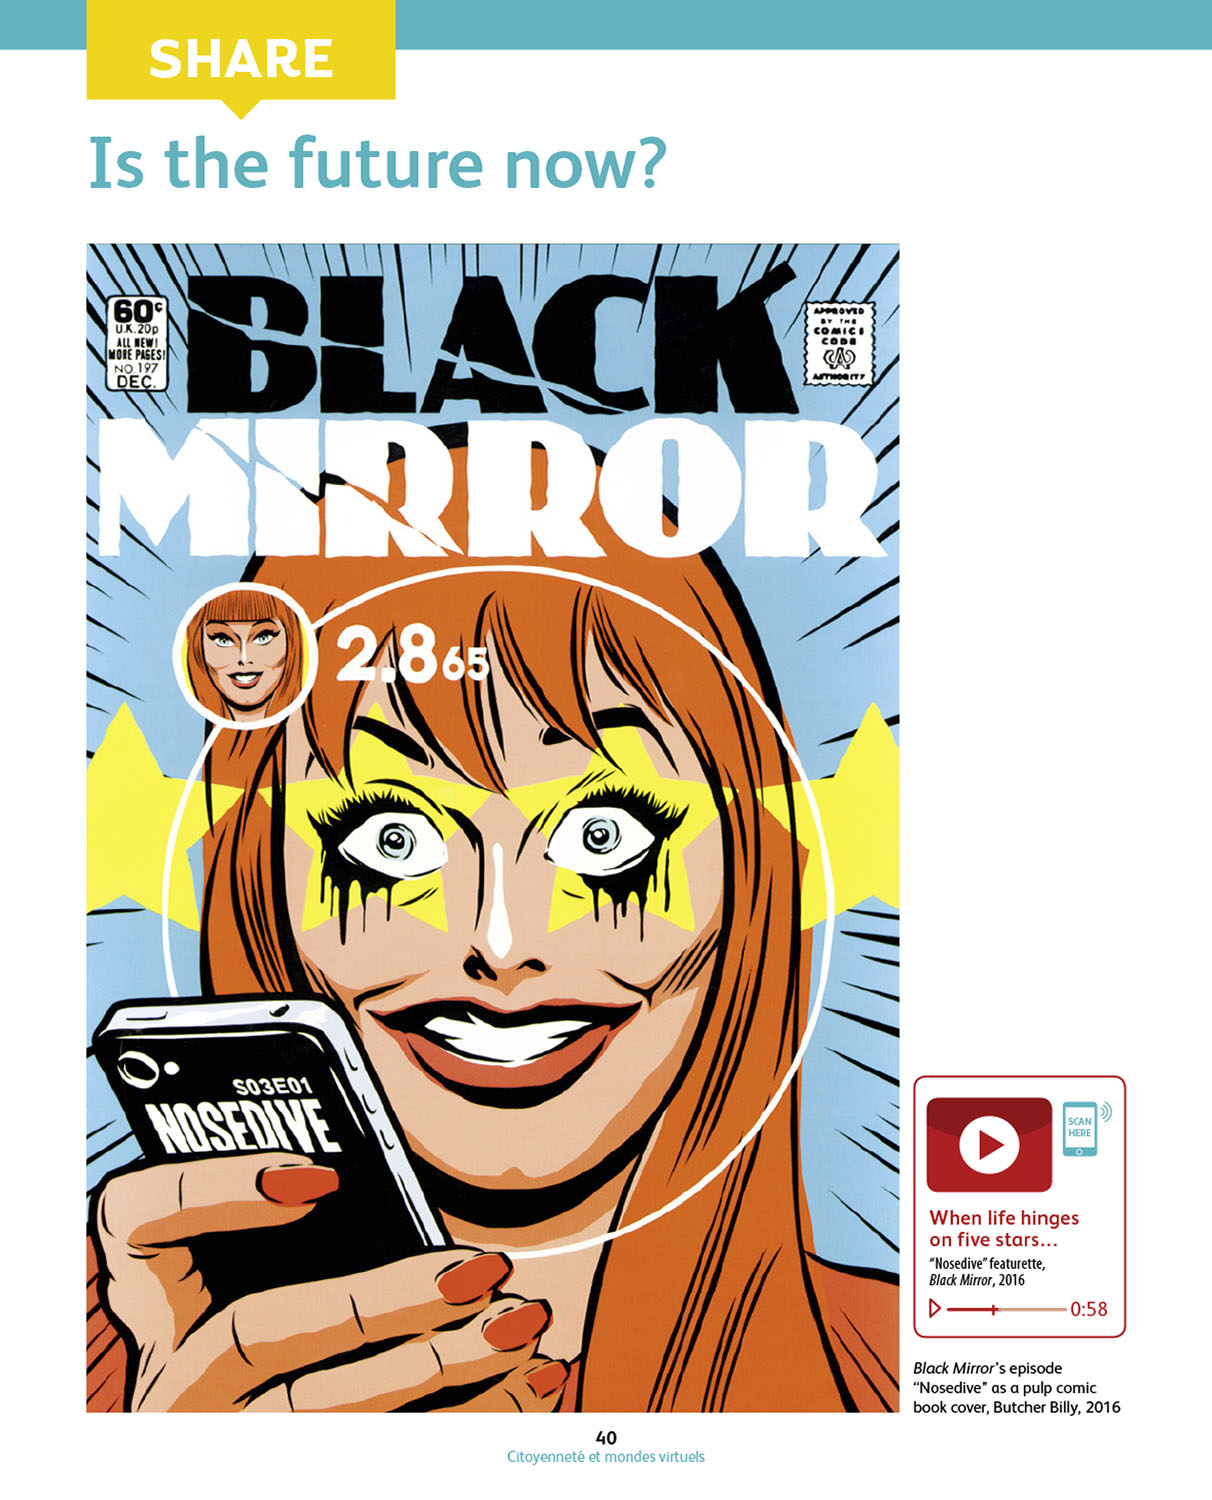 SHARE
Is the future now?
60c
U.K. 20p
ALL NEW!
MORE PAGES!
NO.197
DEC.
BLACK
MIRROR
APPROVED
BY THE
COMICS
CODE
CA
AUTHORITY
2.865
S03E01
NOSEDIVE
SCAN
HERE
When life hinges
on five stars...
“Nosedive” featurette,
Black Mirror, 2016
0:58
Black Mirror’s episode
“Nosedive” as a pulp comic
book cover, Butcher Billy, 2016
40
Citoyenneté et mondes virtuels